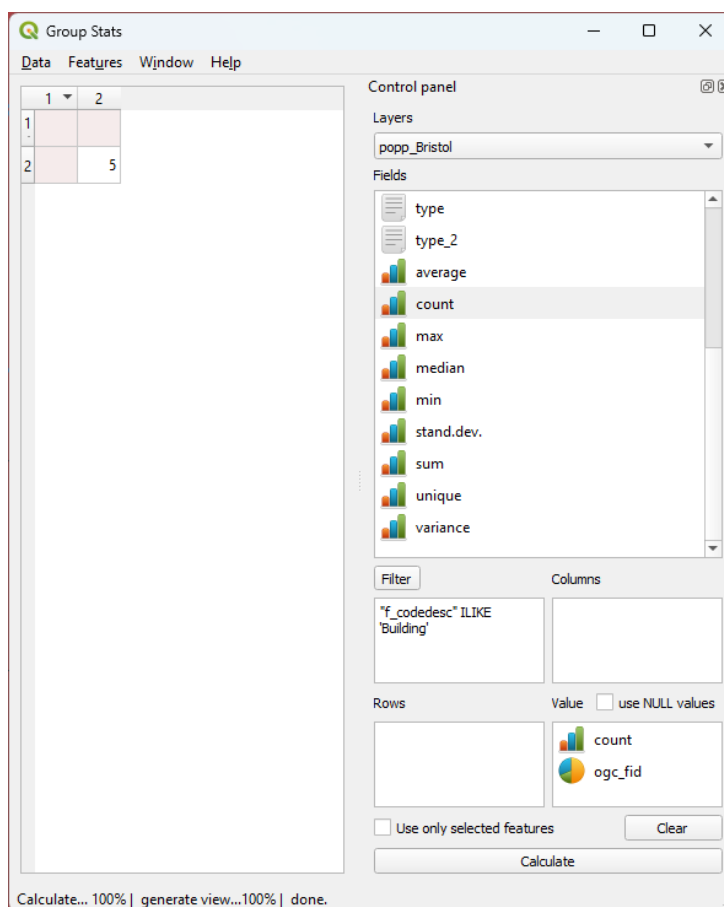 Group Stats
Data Features Window Help
1 2
1
2 5
Control panel
Layers
popp_Bristol
Fields
type
type_2
average
count
max
median
min
stand.dev.
sum
unique
variance
Filter Columns
"f_codedesc" ILIKE
'Building'
Rows Value use NULL values
count
ogc_fid
Use only selected features Clear
Calculate
Calculate... 100% | generate view...100% | done.